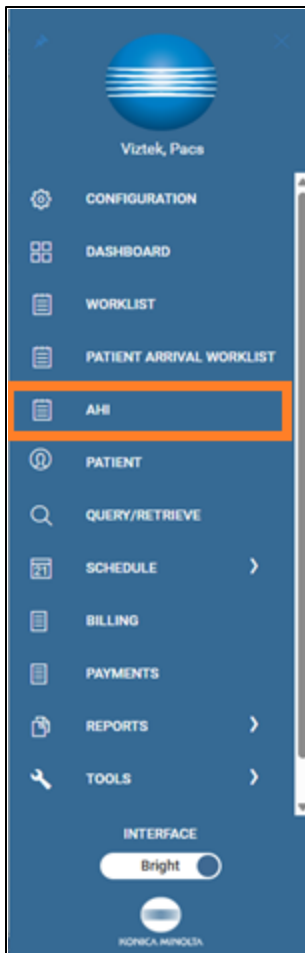 Viztek, Pacs
CONFIGURATION
DASHBOARD
WORKLIST
PATIENT ARRIVAL WORKLIST
AHI
PATIENT
QUERY/RETRIEVE
21
SCHEDULE
BILLING
PAYMENTS
REPORTS
TOOLS
INTERFACE
Bright
KONICA MINOLTA